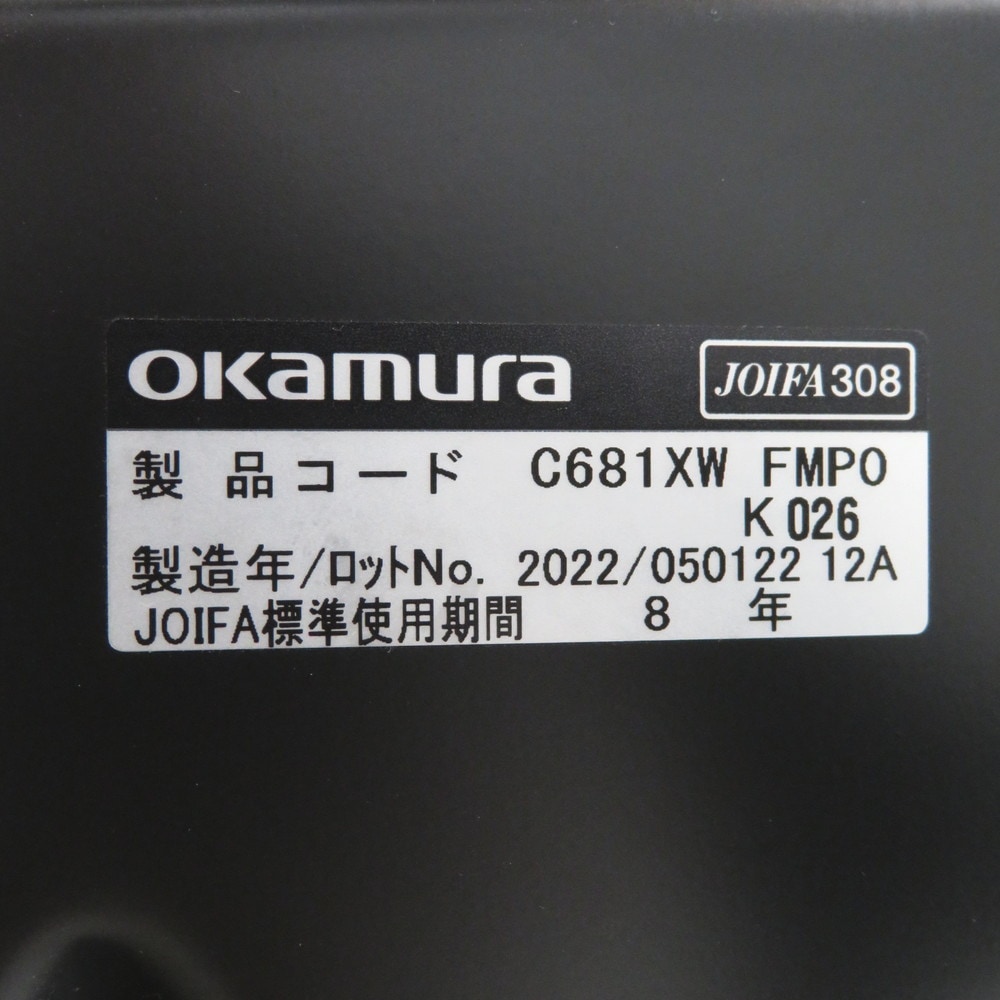 OKamura JOIFA308
製品コード C681XW FMP0
K 026
製造年/ロットNo. 2022/050122 12A
JOIFA標準使用期間 8 年